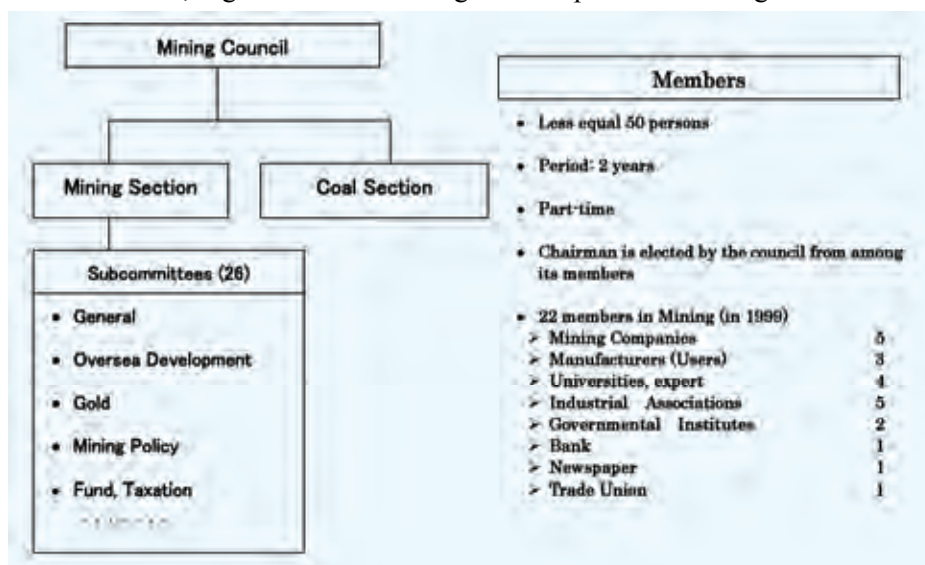 Mining Council
Mining Section
Coal Section
Subcommittees (26)
• General
• Oversea Development
• Gold
• Mining Policy
• Fund, Taxation
Members
• Less equal 50 persons
• Period: 2 years
• Part-time
• Chairman is elected by the council from among
its members
• 22 members in Mining (in 1999)
➢ Mining Companies 5
➢ Manufacturers (Users) 3
➢ Universities, expert 4
➢ Industrial Associations 5
➢ Governmental Institutes 2
➢ Bank 1
➢ Newspaper 1
➢ Trade Union 1